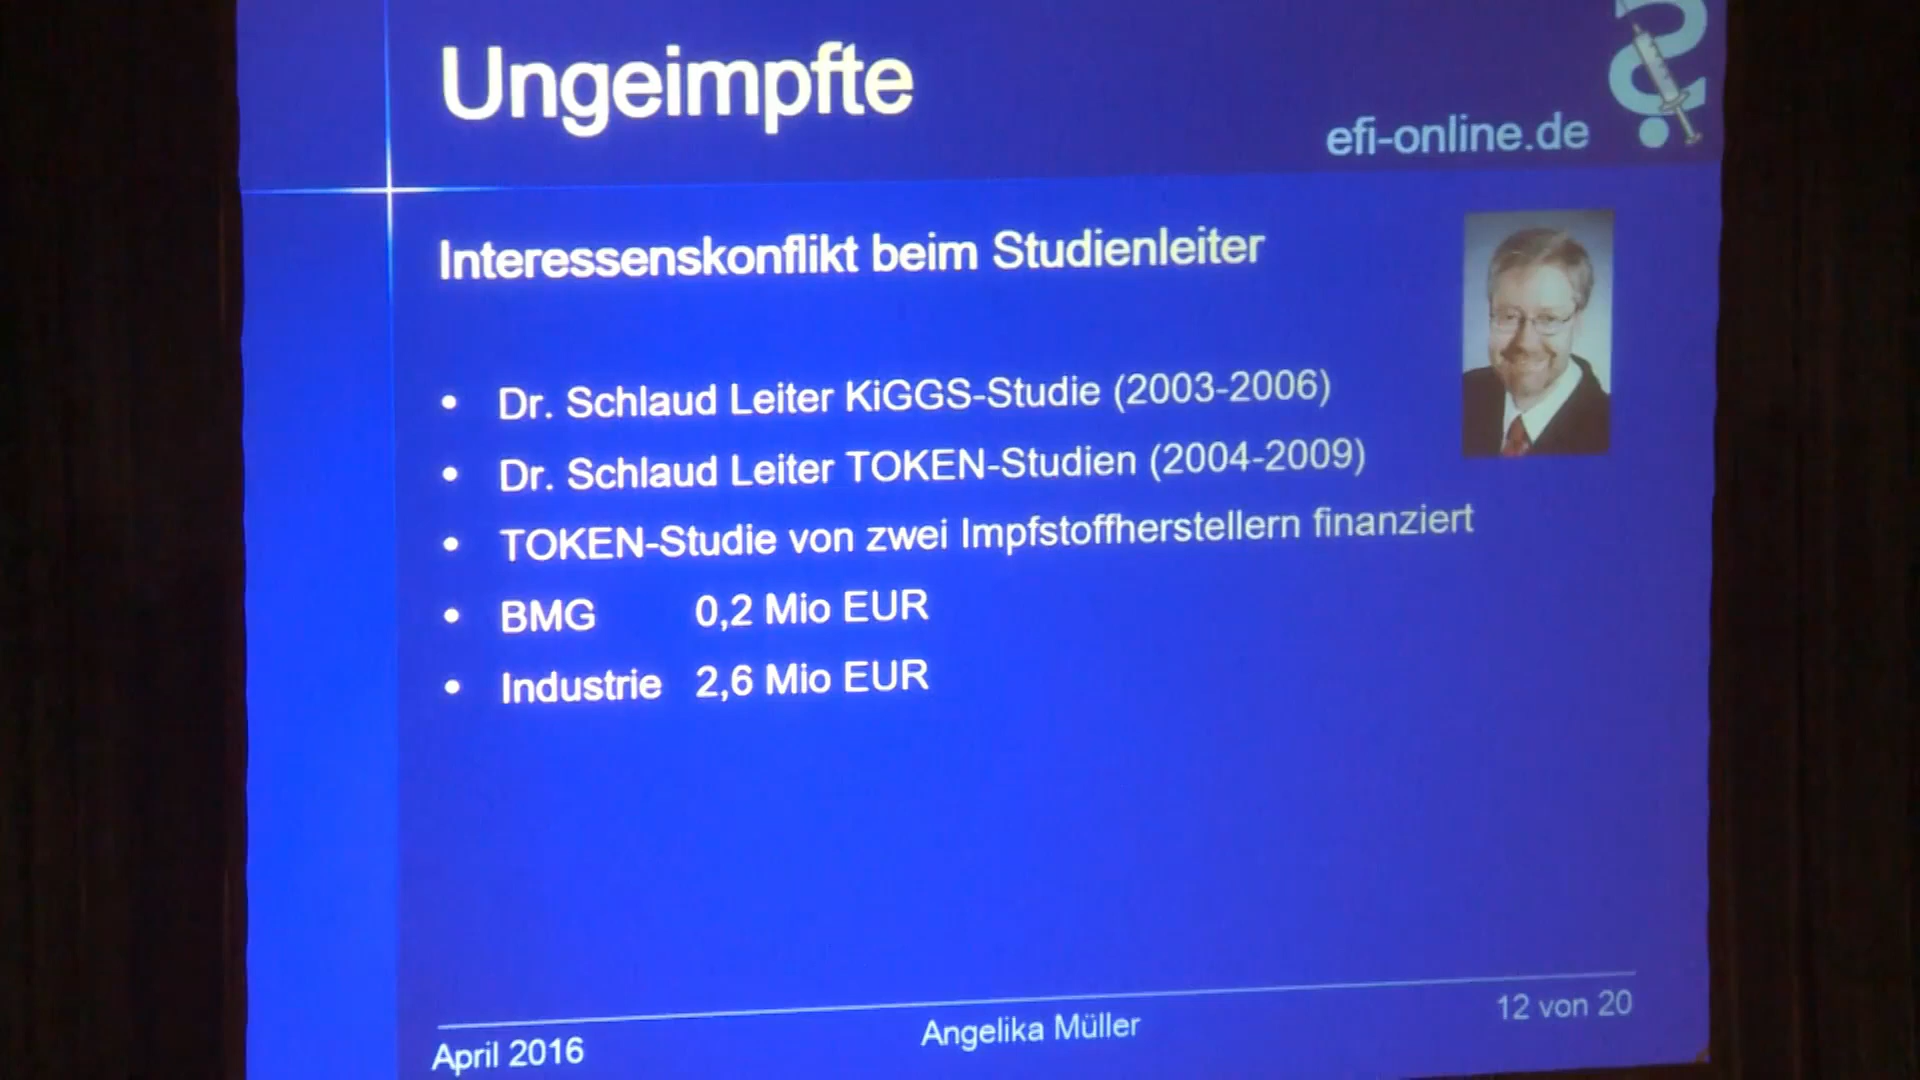 Ungeimpfte
efi-online.de
Interessenskonflikt beim Studienleiter
• Dr. Schlaud Leiter KiGGS-Studie (2003-2006)
• Dr. Schlaud Leiter TOKEN-Studien (2004-2009)
• TOKEN-Studie von zwei Impfstoffherstellern finanziert
• BMG 0,2 Mio EUR
• Industrie 2,6 Mio EUR
April 2016
Angelika Müller
12 von 20